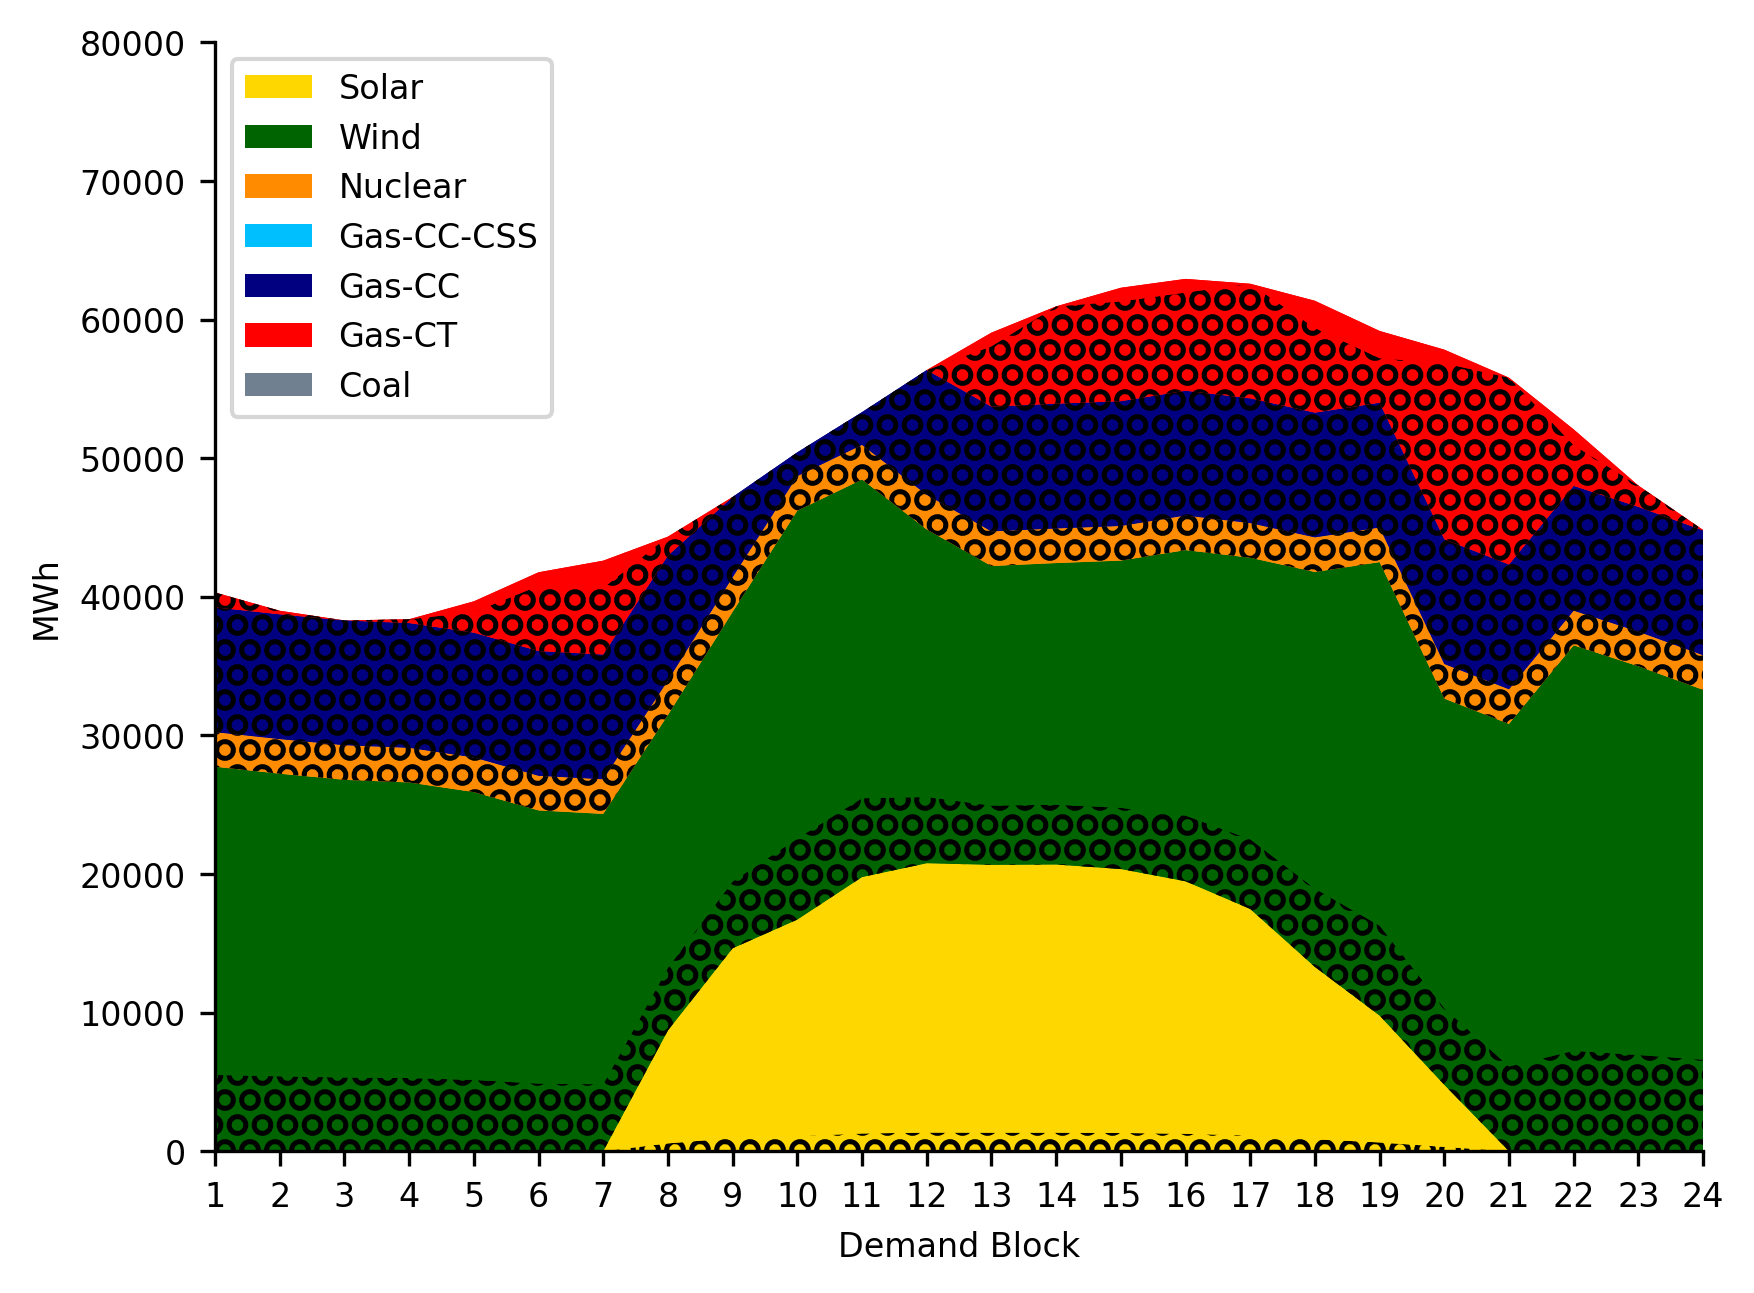 80000
70000
60000
50000
40000
30000
20000
10000
0
MWh
Solar
Wind
Nuclear
Gas-CC-CSS
Gas-CC
Gas-CT
Coal
1 2 3 4 5 6 7 8 9 10 11 12 13 14 15 16 17 18 19 20 21 22 23 24
Demand Block